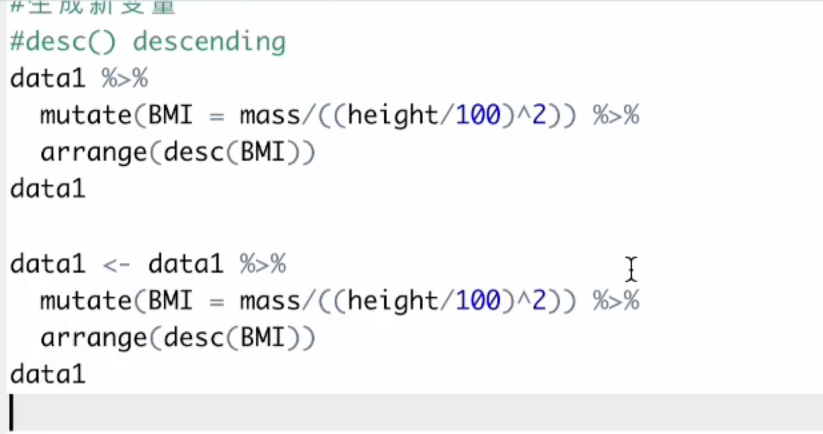 #生成新变量
#desc() descending
data1 %>%
  mutate(BMI = mass/((height/100)^2)) %>%
  arrange(desc(BMI))
data1

data1 <- data1 %>%
  mutate(BMI = mass/((height/100)^2)) %>%
  arrange(desc(BMI))
data1